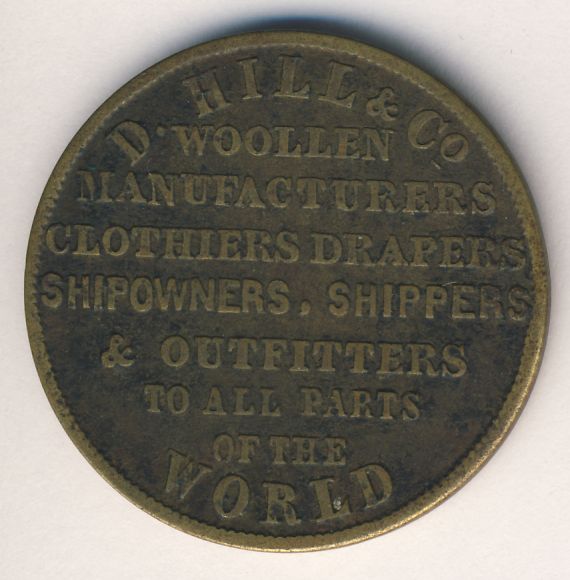 D. HILL & Co
WOOLLEN
MANUFACTURERS
CLOTHIERS DRAPERS
SHIPOWNERS, SHIPPERS
& OUTFITTERS
TO ALL PARTS
OF THE
WORLD